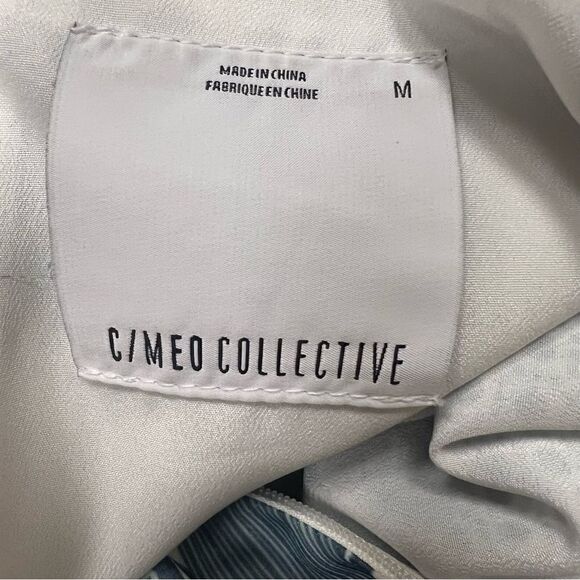 MADE IN CHINA
FABRIQUE EN CHINE
M
C/MEO COLLECTIVE